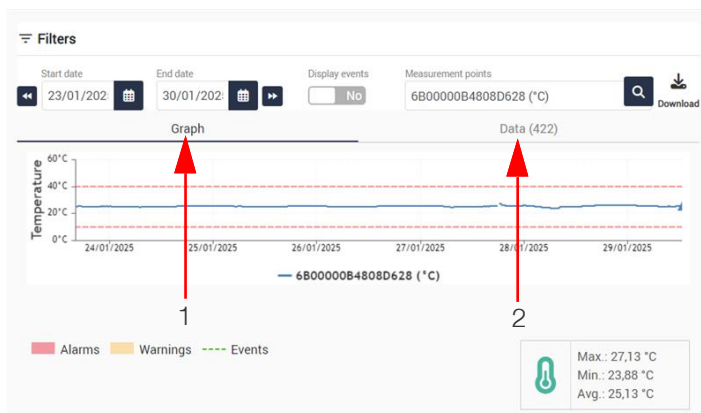 Filters
Start date End date Display events Measurement points
23/01/202 30/01/202 No 6B00000B4808D628 (°C) Download
Graph Data (422)
Temperature
60°C
40°C
20°C
0°C
24/01/2025 25/01/2025 26/01/2025 27/01/2025 28/01/2025 29/01/2025
6B00000B4808D628 (°C)
1 2
Alarms Warnings Events
Max.: 27,13 °C
Min.: 23,88 °C
Avg.: 25,13 °C